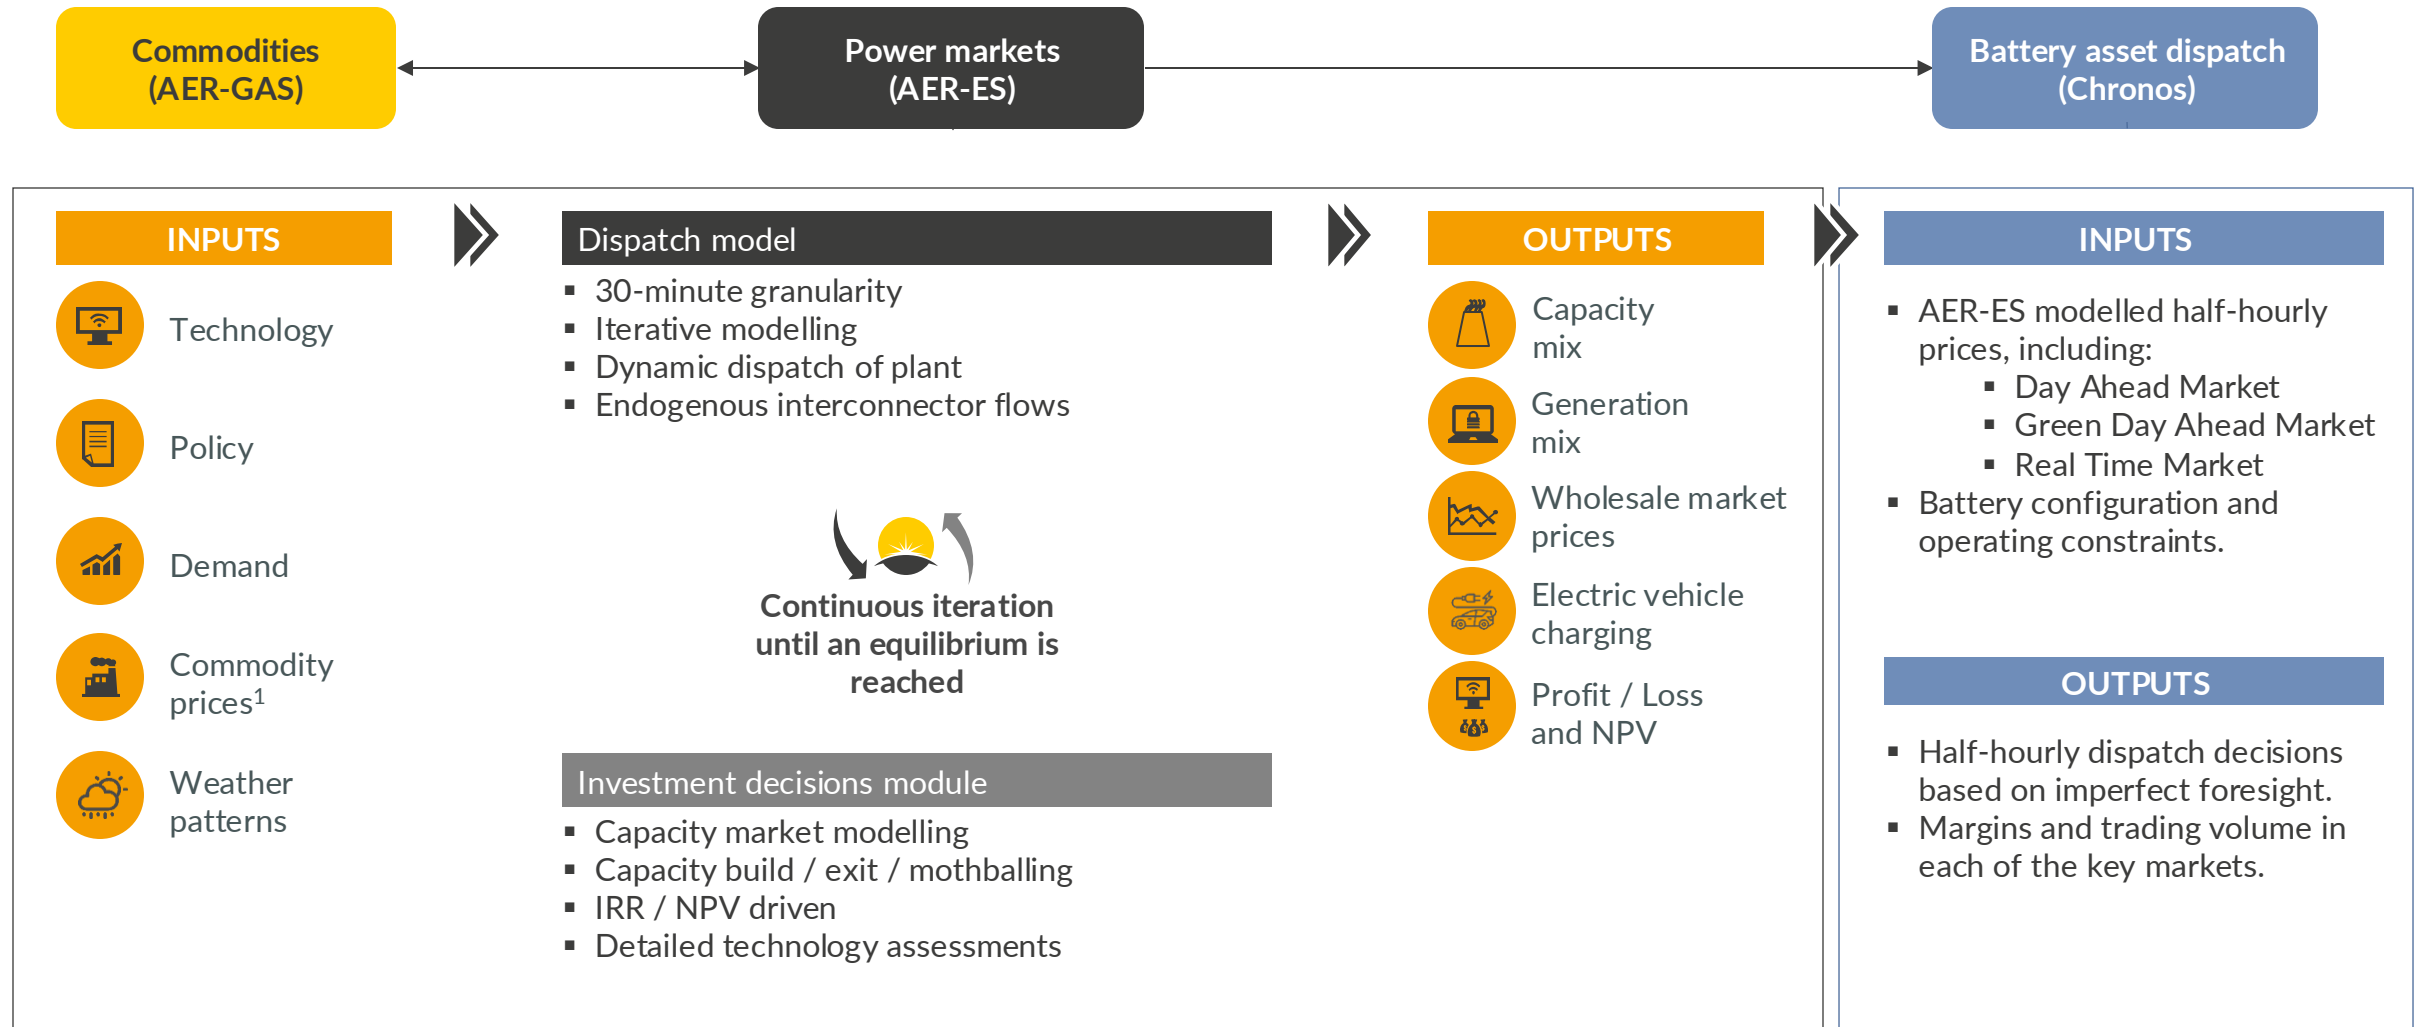 Commodities
(AER-GAS)
Power markets
(AER-ES)
Battery asset dispatch
(Chronos)
INPUTS
Technology
Policy
Demand
Commodity
prices¹
Weather
patterns
Dispatch model
▪ 30-minute granularity
▪ Iterative modelling
▪ Dynamic dispatch of plant
▪ Endogenous interconnector flows
Continuous iteration
until an equilibrium is
reached
Investment decisions module
▪ Capacity market modelling
▪ Capacity build / exit / mothballing
▪ IRR / NPV driven
▪ Detailed technology assessments
OUTPUTS
Capacity
mix
Generation
mix
Wholesale market
prices
Electric vehicle
charging
Profit / Loss
and NPV
INPUTS
▪ AER-ES modelled half-hourly
prices, including:
▪ Day Ahead Market
▪ Green Day Ahead Market
▪ Real Time Market
▪ Battery configuration and
operating constraints.
OUTPUTS
▪ Half-hourly dispatch decisions
based on imperfect foresight.
▪ Margins and trading volume in
each of the key markets.